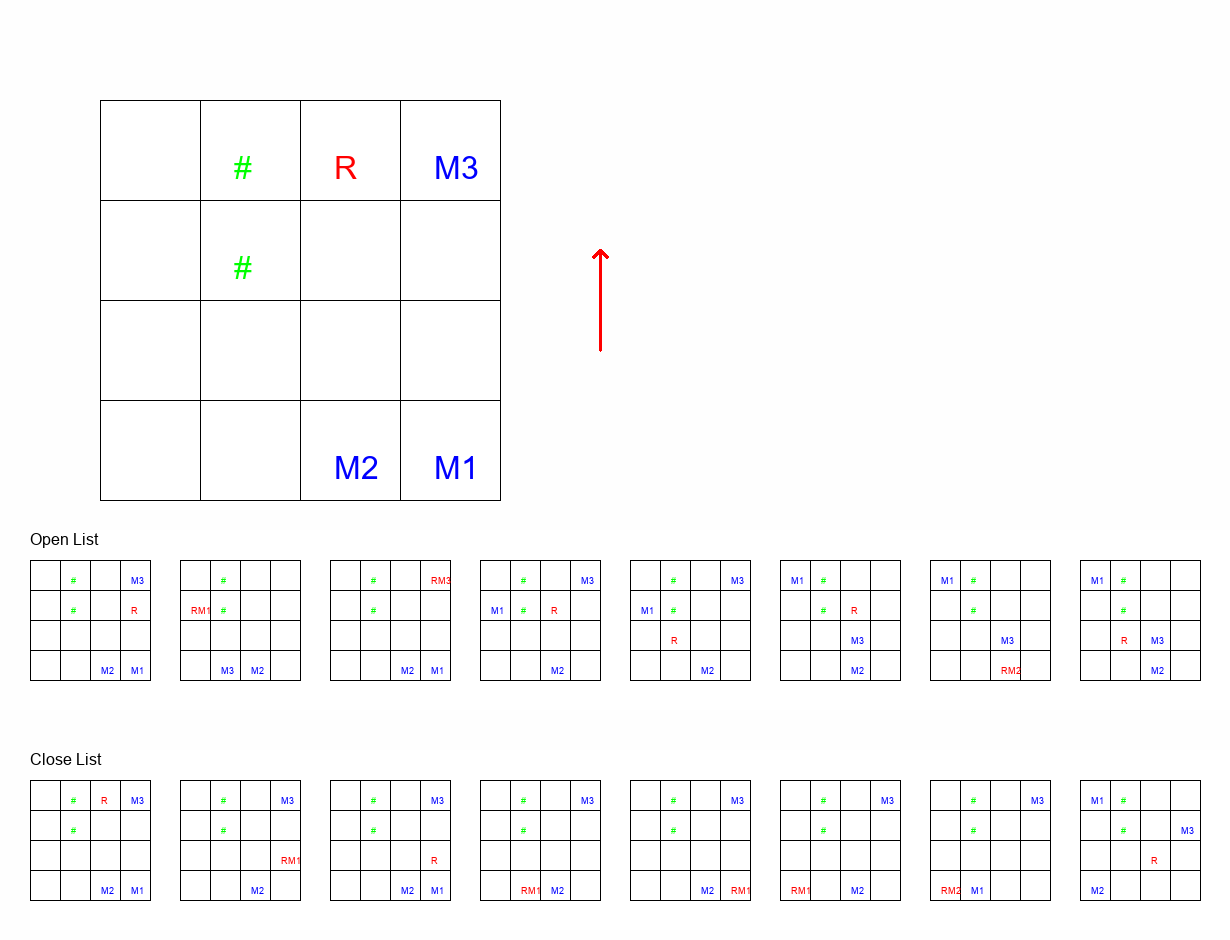 # R M3
#
M2 M1
Open List
# M3 # # RM3 # M3 # M3 M1 # M1 # M1 #
# R RM1 # # M1 # R M1 # # R # #
R M3 M3 R M3
M2 M1 M3 M2 M2 M1 M2 M2 M2 RM2 M2
Close List
# R M3 # M3 # M3 # M3 # M3 # M3 # M3 M1 #
# # # # # # # # M3
RM1 R R
M2 M1 M2 M2 M1 RM1 M2 M2 RM1 RM1 M2 RM2 M1 M2